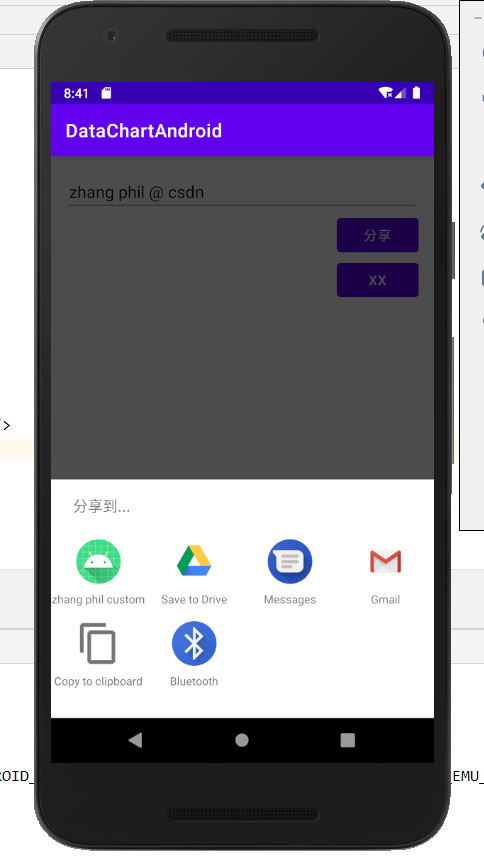 8:41
DataChartAndroid
zhang phil @ csdn
分享
XX
/>
分享到...
zhang phil custom Save to Drive Messages Gmail
Copy to clipboard Bluetooth
ROID_ EMU_